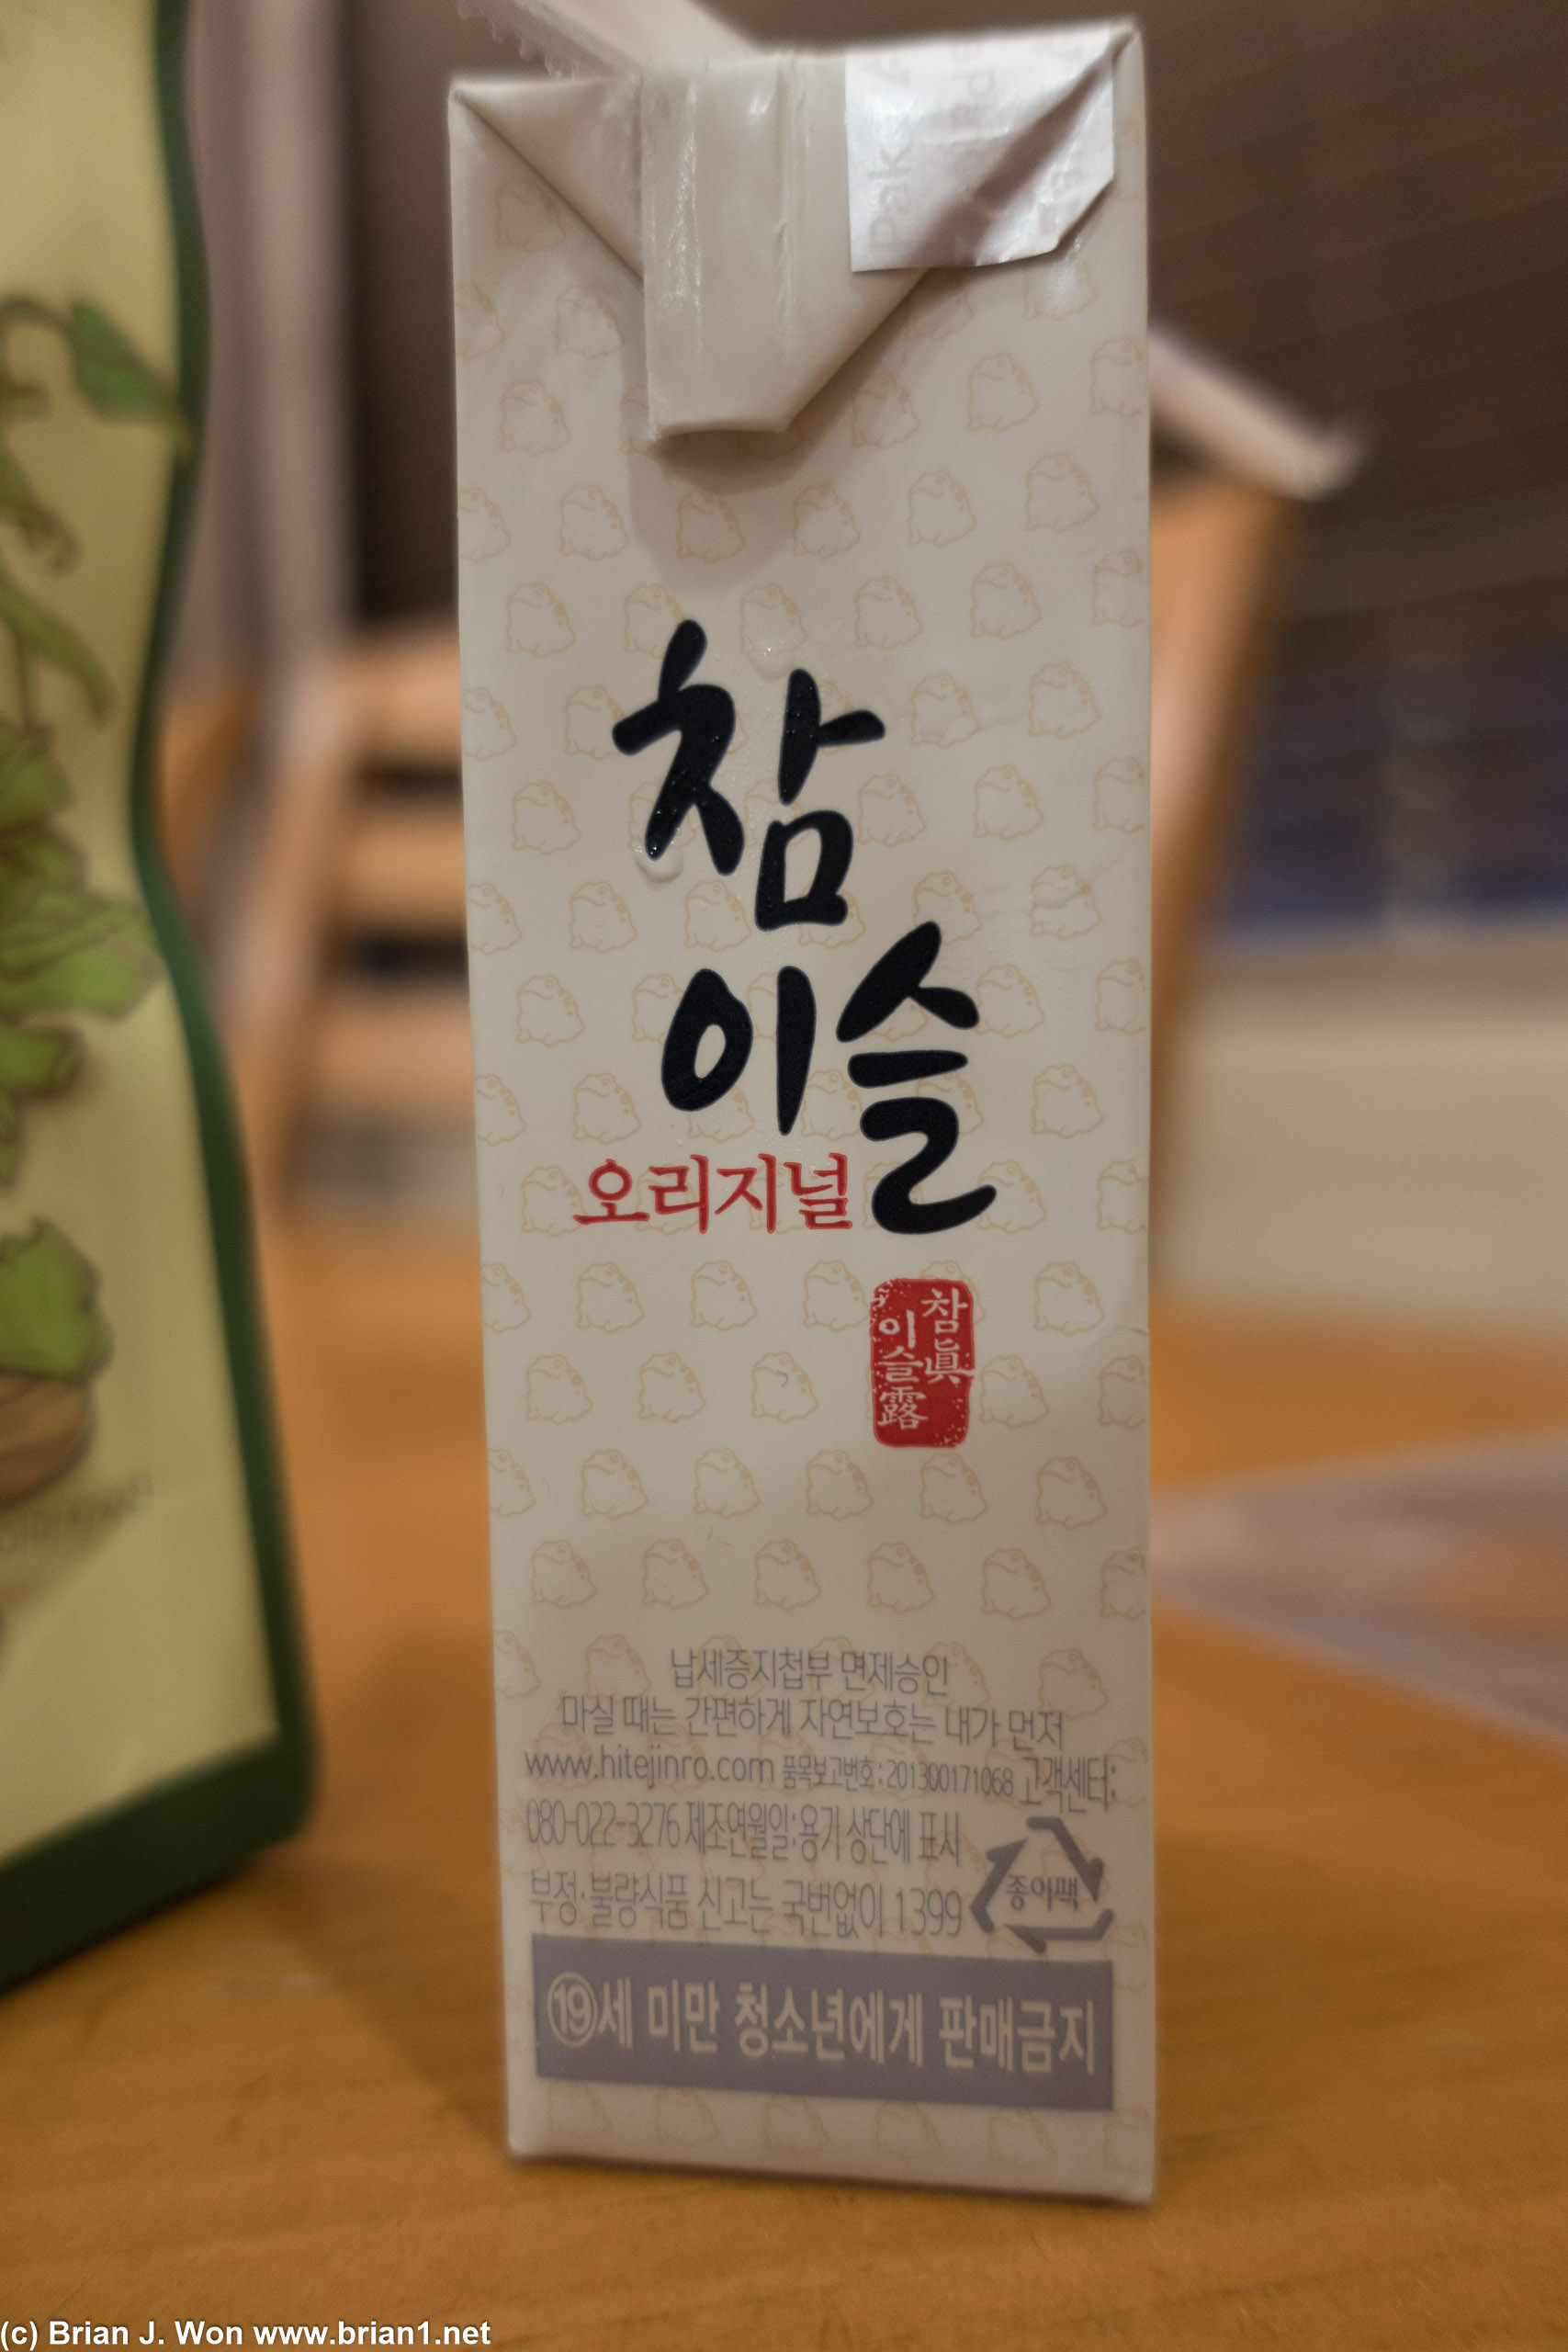 참
이슬
오리지널
참眞
이슬露
납세증지첩부 면제승인
마실 때는 간편하게 자연보호는 내가 먼저
www.hitejinro.com 품목보고번호:201300171068 고객센터:
080-022-3276 제조연월일:용기 상단에 표시
부정·불량식품 신고는 국번없이 1399
종이팩
⑲세 미만 청소년에게 판매금지
(c) Brian J. Won www.brian1.net